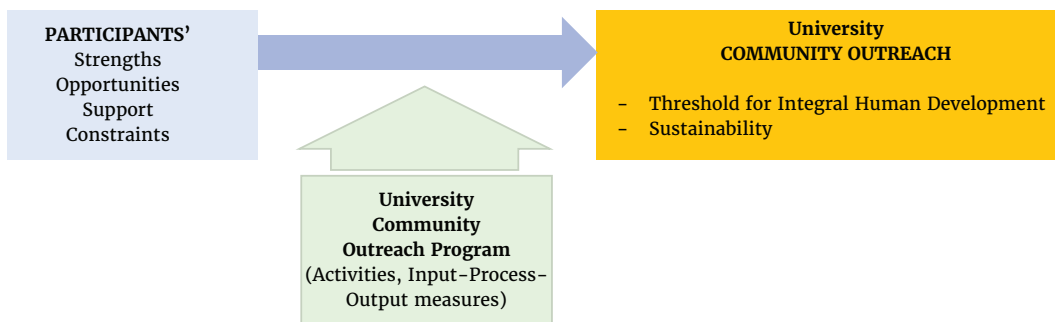 PARTICIPANTS’
Strengths
Opportunities
Support
Constraints
University
COMMUNITY OUTREACH
- Threshold for Integral Human Development
- Sustainability
University
Community
Outreach Program
(Activities, Input-Process-
Output measures)